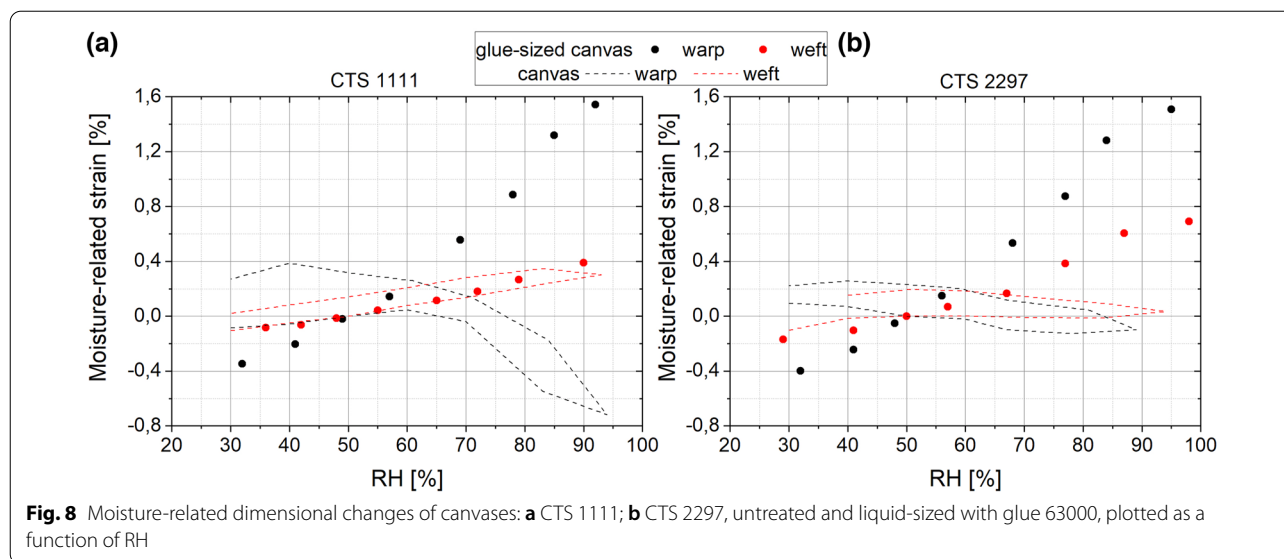 (a)
glue-sized canvas warp weft
canvas warp weft
(b)
CTS 1111
CTS 2297
Moisture-related strain [%]
1,6
1,2
0,8
0,4
0,0
-0,4
-0,8
20 30 40 50 60 70 80 90 100
RH [%]
Moisture-related strain [%]
1,6
1,2
0,8
0,4
0,0
-0,4
-0,8
20 30 40 50 60 70 80 90 100
RH [%]
Fig. 8 Moisture-related dimensional changes of canvases: a CTS 1111; b CTS 2297, untreated and liquid-sized with glue 63000, plotted as a
function of RH